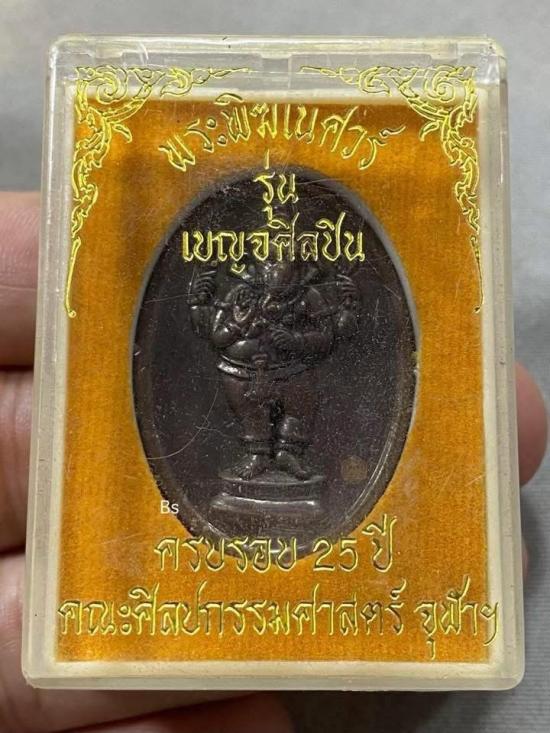 พระพิฆเนศวร์
รุ่น
เบญจศิลปิน
Bs
ครบรอบ 25 ปี
คณะศิลปกรรมศาสตร์ จุฬาฯ